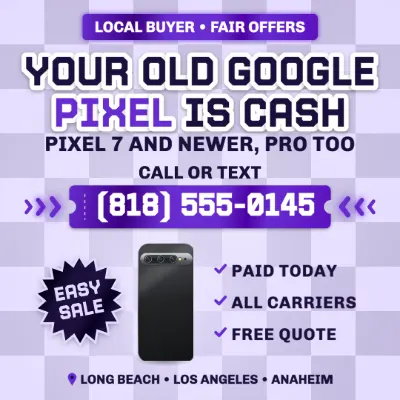 LOCAL BUYER • FAIR OFFERS
YOUR OLD GOOGLE
PIXEL IS CASH
PIXEL 7 AND NEWER, PRO TOO
CALL OR TEXT
(818) 555-0145
EASY
SALE
PAID TODAY
ALL CARRIERS
FREE QUOTE
LONG BEACH • LOS ANGELES • ANAHEIM